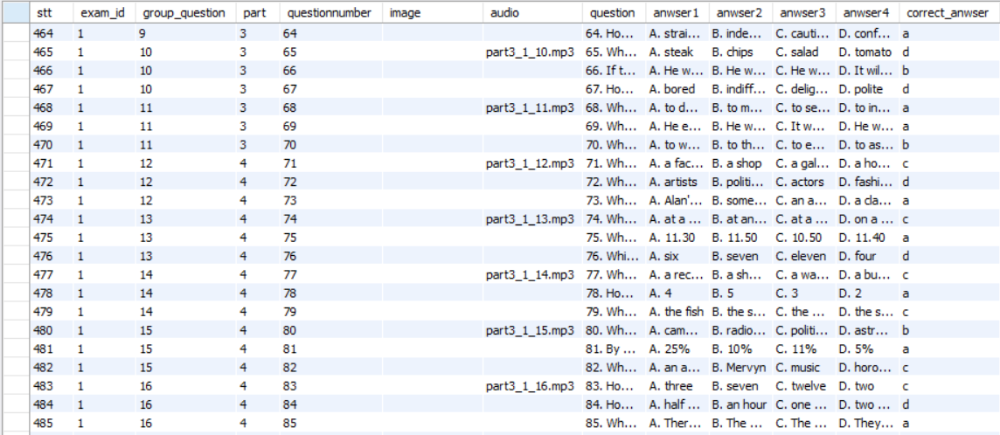 stt exam_id group_question part questionnumber image audio question anwser1 anwser2 anwser3 anwser4 correct_anwser
464 1 9 3 64 64. Ho... A. strai... B. inde... C. cauti... D. conf... a
465 1 10 3 65 part3_1_10.mp3 65. Wh... A. steak B. chips C. salad D. tomato d
466 1 10 3 66 66. If t... A. He w... B. He w... C. He w... D. It wil... b
467 1 10 3 67 67. Ho... A. bored B. indiff... C. delig... D. polite d
468 1 11 3 68 part3_1_11.mp3 68. Wh... A. to d... B. to m... C. to se... D. to in... a
469 1 11 3 69 69. Wh... A. He e... B. He w... C. It w... D. He w... a
470 1 11 3 70 70. Wh... A. to w... B. to th... C. to e... D. to as... b
471 1 12 4 71 part3_1_12.mp3 71. Wh... A. a fac... B. a shop C. a gal... D. a ho... c
472 1 12 4 72 72. Wh... A. artists B. politi... C. actors D. fashi... d
473 1 12 4 73 73. Wh... A. Alan'... B. some... C. an a... D. a cla... a
474 1 13 4 74 part3_1_13.mp3 74. Wh... A. at a ... B. at an... C. at a ... D. on a ... c
475 1 13 4 75 75. Wh... A. 11.30 B. 11.50 C. 10.50 D. 11.40 a
476 1 13 4 76 76. Whi... A. six B. seven C. eleven D. four d
477 1 14 4 77 part3_1_14.mp3 77. Wh... A. a rec... B. a sh... C. a wa... D. a bu... c
478 1 14 4 78 78. Ho... A. 4 B. 5 C. 3 D. 2 a
479 1 14 4 79 79. Wh... A. the fish B. the s... C. the ... D. the s... c
480 1 15 4 80 part3_1_15.mp3 80. Wh... A. cam... B. radio... C. politi... D. astr... b
481 1 15 4 81 81. By ... A. 25% B. 10% C. 11% D. 5% a
482 1 15 4 82 82. Wh... A. an a... B. Mervyn C. music D. horo... c
483 1 16 4 83 part3_1_16.mp3 83. Ho... A. three B. seven C. twelve D. two c
484 1 16 4 84 84. Ho... A. half ... B. an hour C. one ... D. two ... d
485 1 16 4 85 85. Wh... A. Ther... B. The ... C. The ... D. They... a